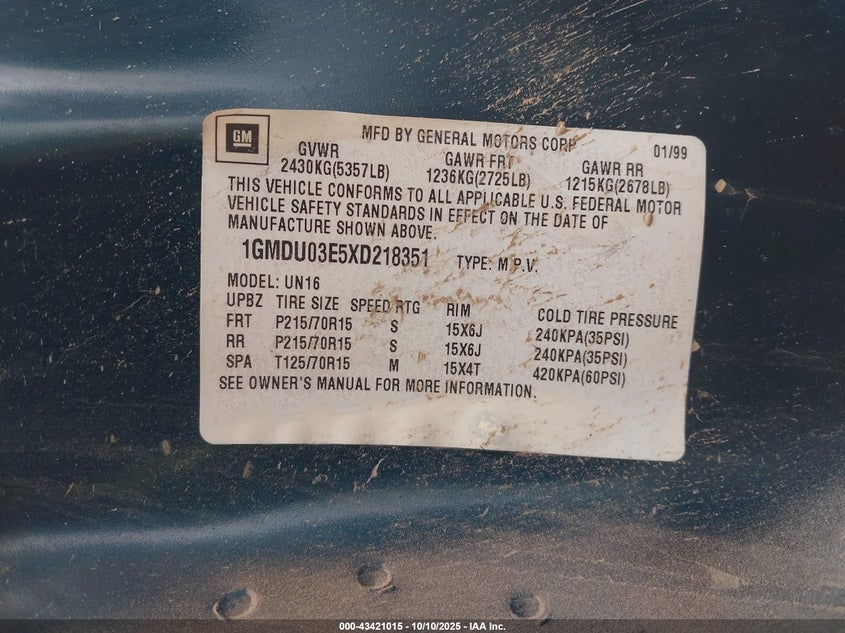 GM
MFD BY GENERAL MOTORS CORP 01/99
GVWR GAWR FRT GAWR RR
2430KG(5357LB) 1236KG(2725LB) 1215KG(2678LB)
THIS VEHICLE CONFORMS TO ALL APPLICABLE U.S. FEDERAL MOTOR
VEHICLE SAFETY STANDARDS IN EFFECT ON THE DATE OF
MANUFACTURE SHOWN ABOVE.
1GMDU03E5XD218351 TYPE: M.P.V.
MODEL: UN16
UPBZ TIRE SIZE SPEED RTG RIM COLD TIRE PRESSURE
FRT P215/70R15 S 15X6J 240KPA(35PSI)
RR P215/70R15 S 15X6J 240KPA(35PSI)
SPA T125/70R15 M 15X4T 420KPA(60PSI)
SEE OWNER'S MANUAL FOR MORE INFORMATION.
000-43421015 - 10/10/2025 - IAA Inc.